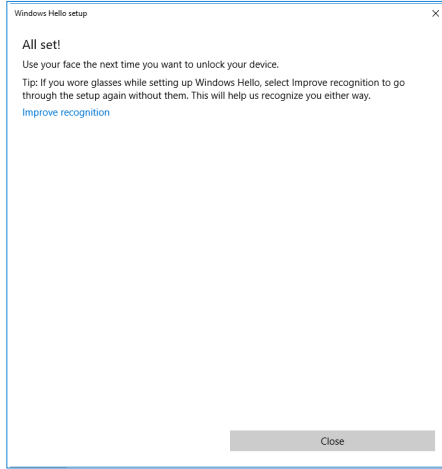 Windows Hello setup
All set!
Use your face the next time you want to unlock your device.
Tip: If you wore glasses while setting up Windows Hello, select Improve recognition to go
through the setup again without them. This will help us recognize you either way.
Improve recognition
Close